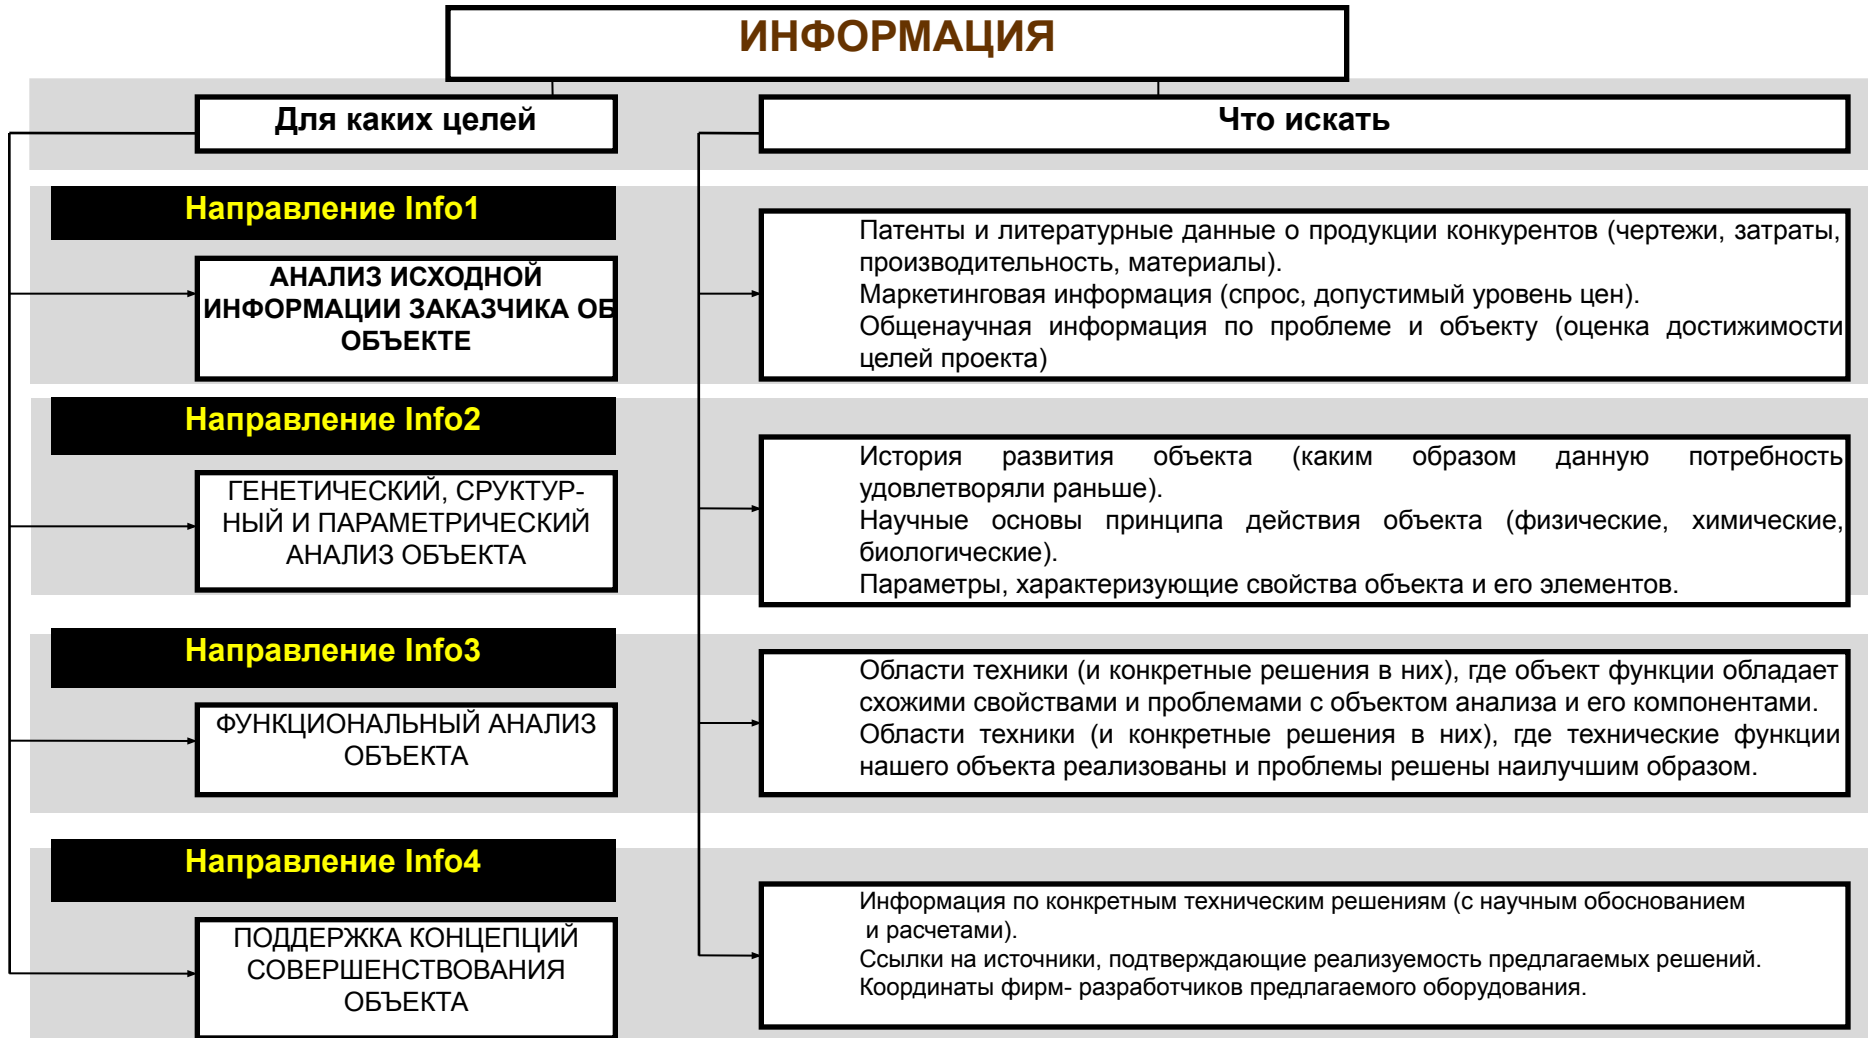 ИНФОРМАЦИЯ
Для каких целей
Что искать
Направление Info1
АНАЛИЗ ИСХОДНОЙ
ИНФОРМАЦИИ ЗАКАЗЧИКА ОБ
ОБЪЕКТЕ
Патенты и литературные данные о продукции конкурентов (чертежи, затраты,
производительность, материалы).
Маркетинговая информация (спрос, допустимый уровень цен).
Общенаучная информация по проблеме и объекту (оценка достижимости
целей проекта)
Направление Info2
ГЕНЕТИЧЕСКИЙ, СРУКТУР-
НЫЙ И ПАРАМЕТРИЧЕСКИЙ
АНАЛИЗ ОБЪЕКТА
История развития объекта (каким образом данную потребность
удовлетворяли раньше).
Научные основы принципа действия объекта (физические, химические,
биологические).
Параметры, характеризующие свойства объекта и его элементов.
Направление Info3
ФУНКЦИОНАЛЬНЫЙ АНАЛИЗ
ОБЪЕКТА
Области техники (и конкретные решения в них), где объект функции обладает
схожими свойствами и проблемами с объектом анализа и его компонентами.
Области техники (и конкретные решения в них), где технические функции
нашего объекта реализованы и проблемы решены наилучшим образом.
Направление Info4
ПОДДЕРЖКА КОНЦЕПЦИЙ
СОВЕРШЕНСТВОВАНИЯ
ОБЪЕКТА
Информация по конкретным техническим решениям (с научным обоснованием
и расчетами).
Ссылки на источники, подтверждающие реализуемость предлагаемых решений.
Координаты фирм- разработчиков предлагаемого оборудования.